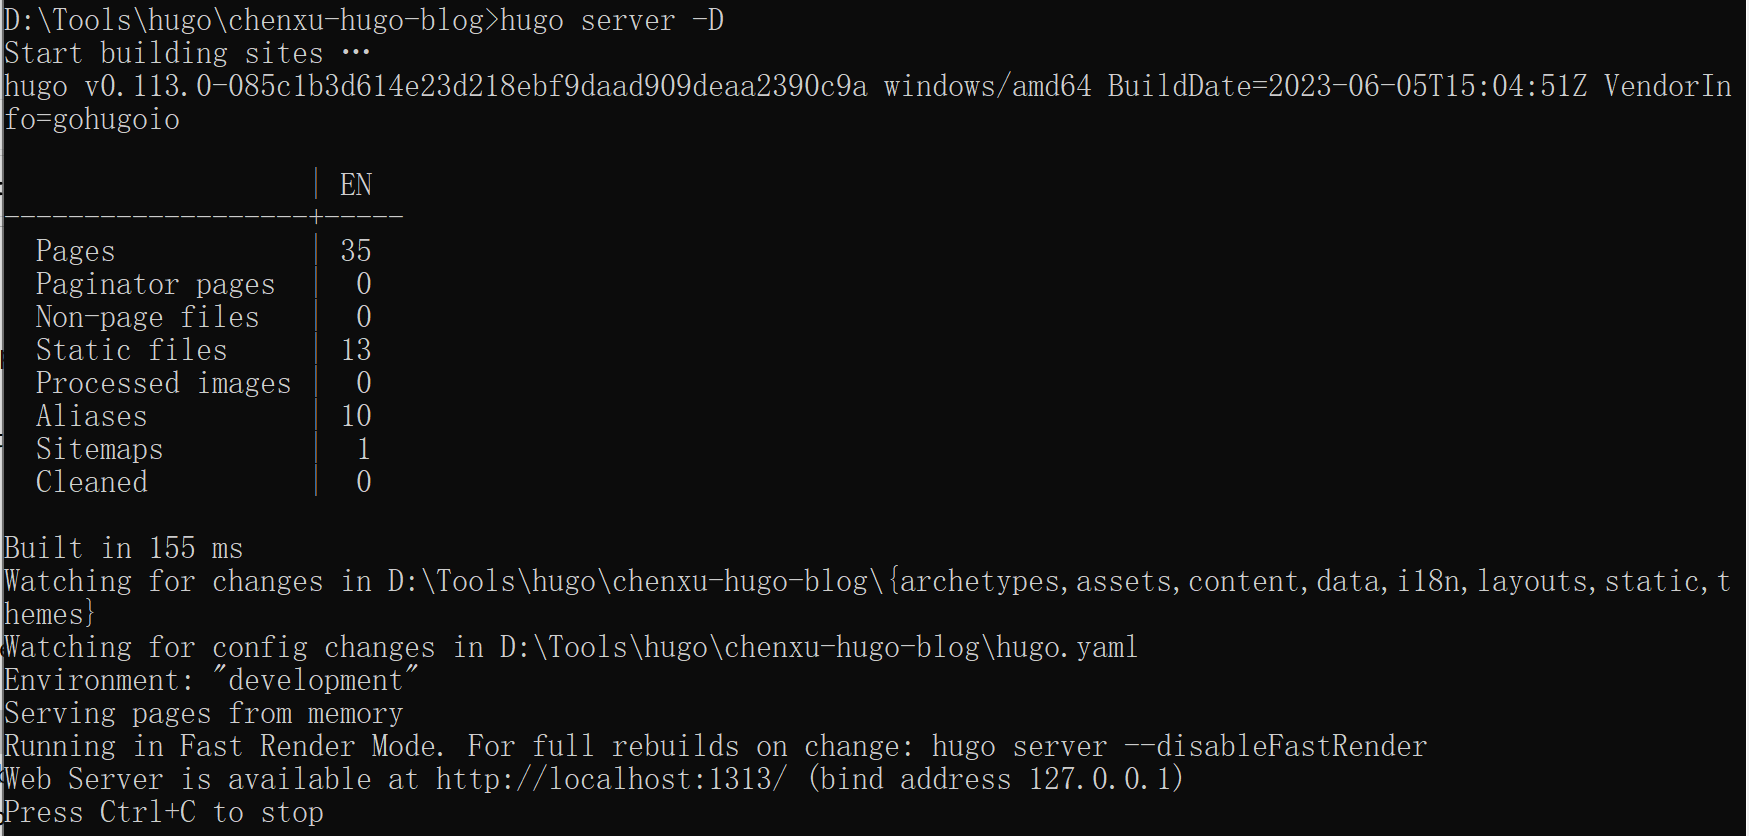 D:\Tools\hugo\chenxu-hugo-blog>hugo server -D
Start building sites …
hugo v0.113.0-085c1b3d614e23d218ebf9daad909deaa2390c9a windows/amd64 BuildDate=2023-06-05T15:04:51Z VendorIn
fo=gohugoio
                   | EN
-------------------+-----
  Pages            | 35
  Paginator pages  |  0
  Non-page files   |  0
  Static files     | 13
  Processed images |  0
  Aliases          | 10
  Sitemaps         |  1
  Cleaned          |  0
Built in 155 ms
Watching for changes in D:\Tools\hugo\chenxu-hugo-blog\{archetypes,assets,content,data,i18n,layouts,static,t
hemes}
Watching for config changes in D:\Tools\hugo\chenxu-hugo-blog\hugo.yaml
Environment: "development"
Serving pages from memory
Running in Fast Render Mode. For full rebuilds on change: hugo server --disableFastRender
Web Server is available at http://localhost:1313/ (bind address 127.0.0.1)
Press Ctrl+C to stop